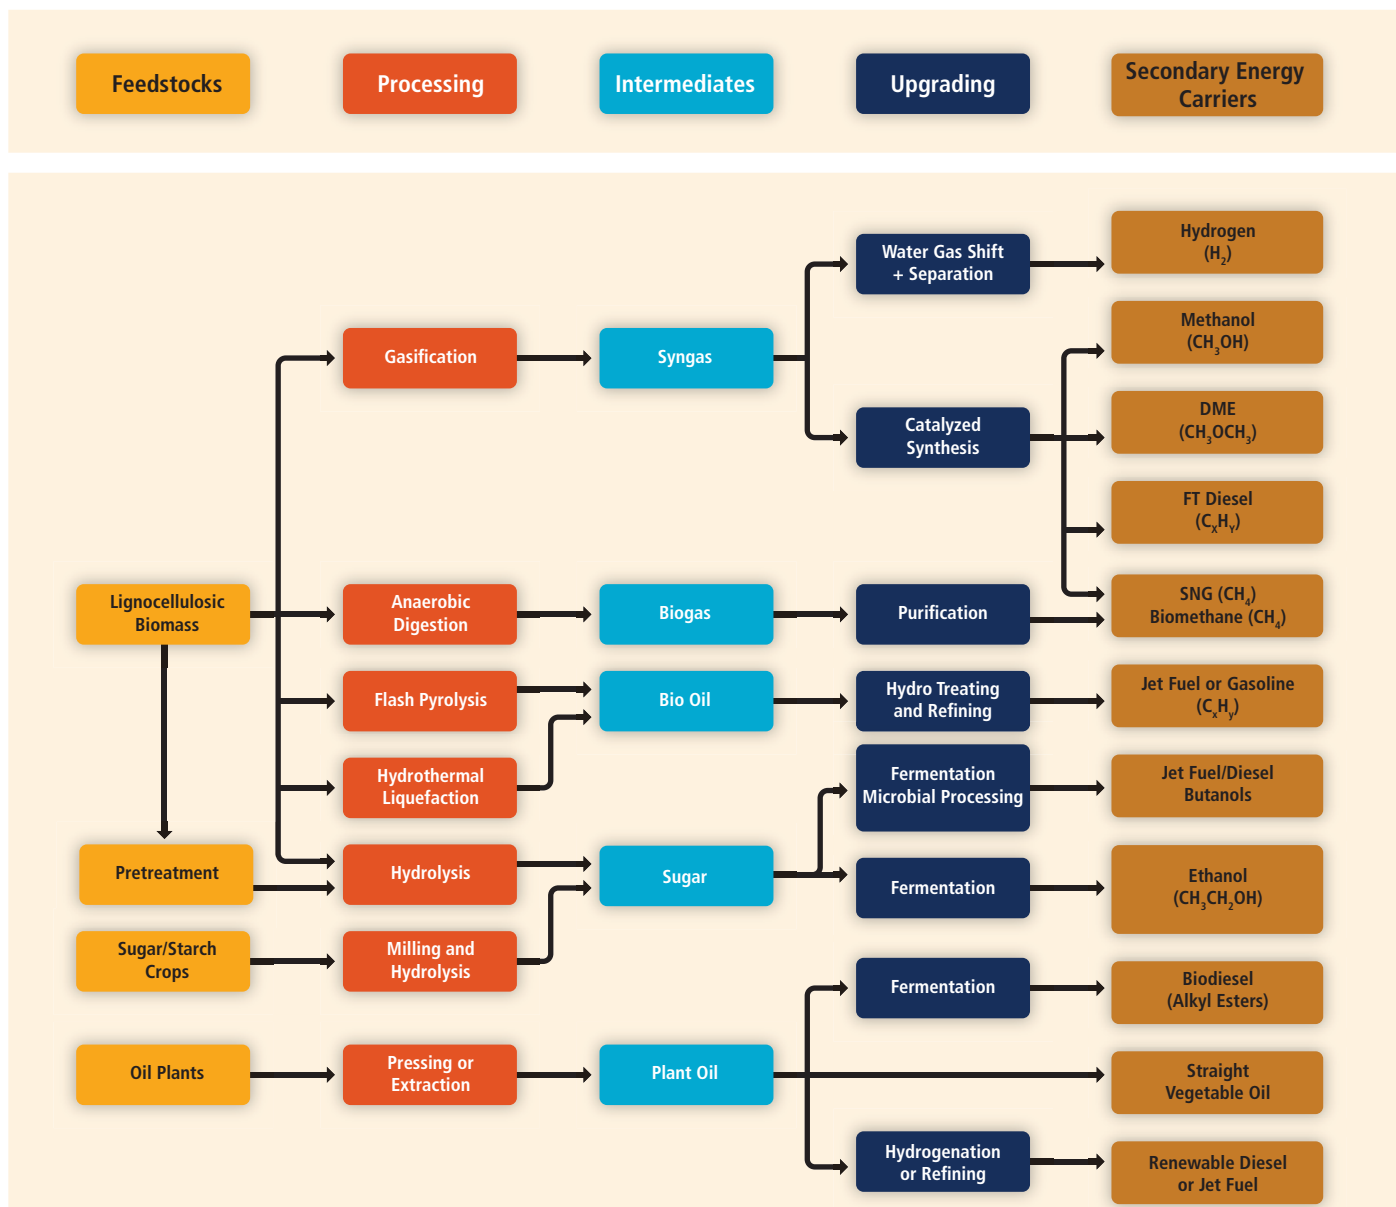 Feedstocks
Processing
Intermediates
Upgrading
Secondary Energy
Carriers
Hydrogen
(H₂)
Water Gas Shift
+ Separation
Methanol
(CH₃OH)
Gasification
Syngas
DME
(CH₃OCH₃)
Catalyzed
Synthesis
FT Diesel
(CₓHᵧ)
Lignocellulosic
Biomass
Anaerobic
Digestion
Biogas
Purification
SNG (CH₄)
Biomethane (CH₄)
Flash Pyrolysis
Bio Oil
Hydro Treating
and Refining
Jet Fuel or Gasoline
(CₓHᵧ)
Hydrothermal
Liquefaction
Fermentation
Microbial Processing
Jet Fuel/Diesel
Butanols
Pretreatment
Hydrolysis
Sugar
Fermentation
Ethanol
(CH₃CH₂OH)
Sugar/Starch
Crops
Milling and
Hydrolysis
Fermentation
Biodiesel
(Alkyl Esters)
Oil Plants
Pressing or
Extraction
Plant Oil
Straight
Vegetable Oil
Hydrogenation
or Refining
Renewable Diesel
or Jet Fuel